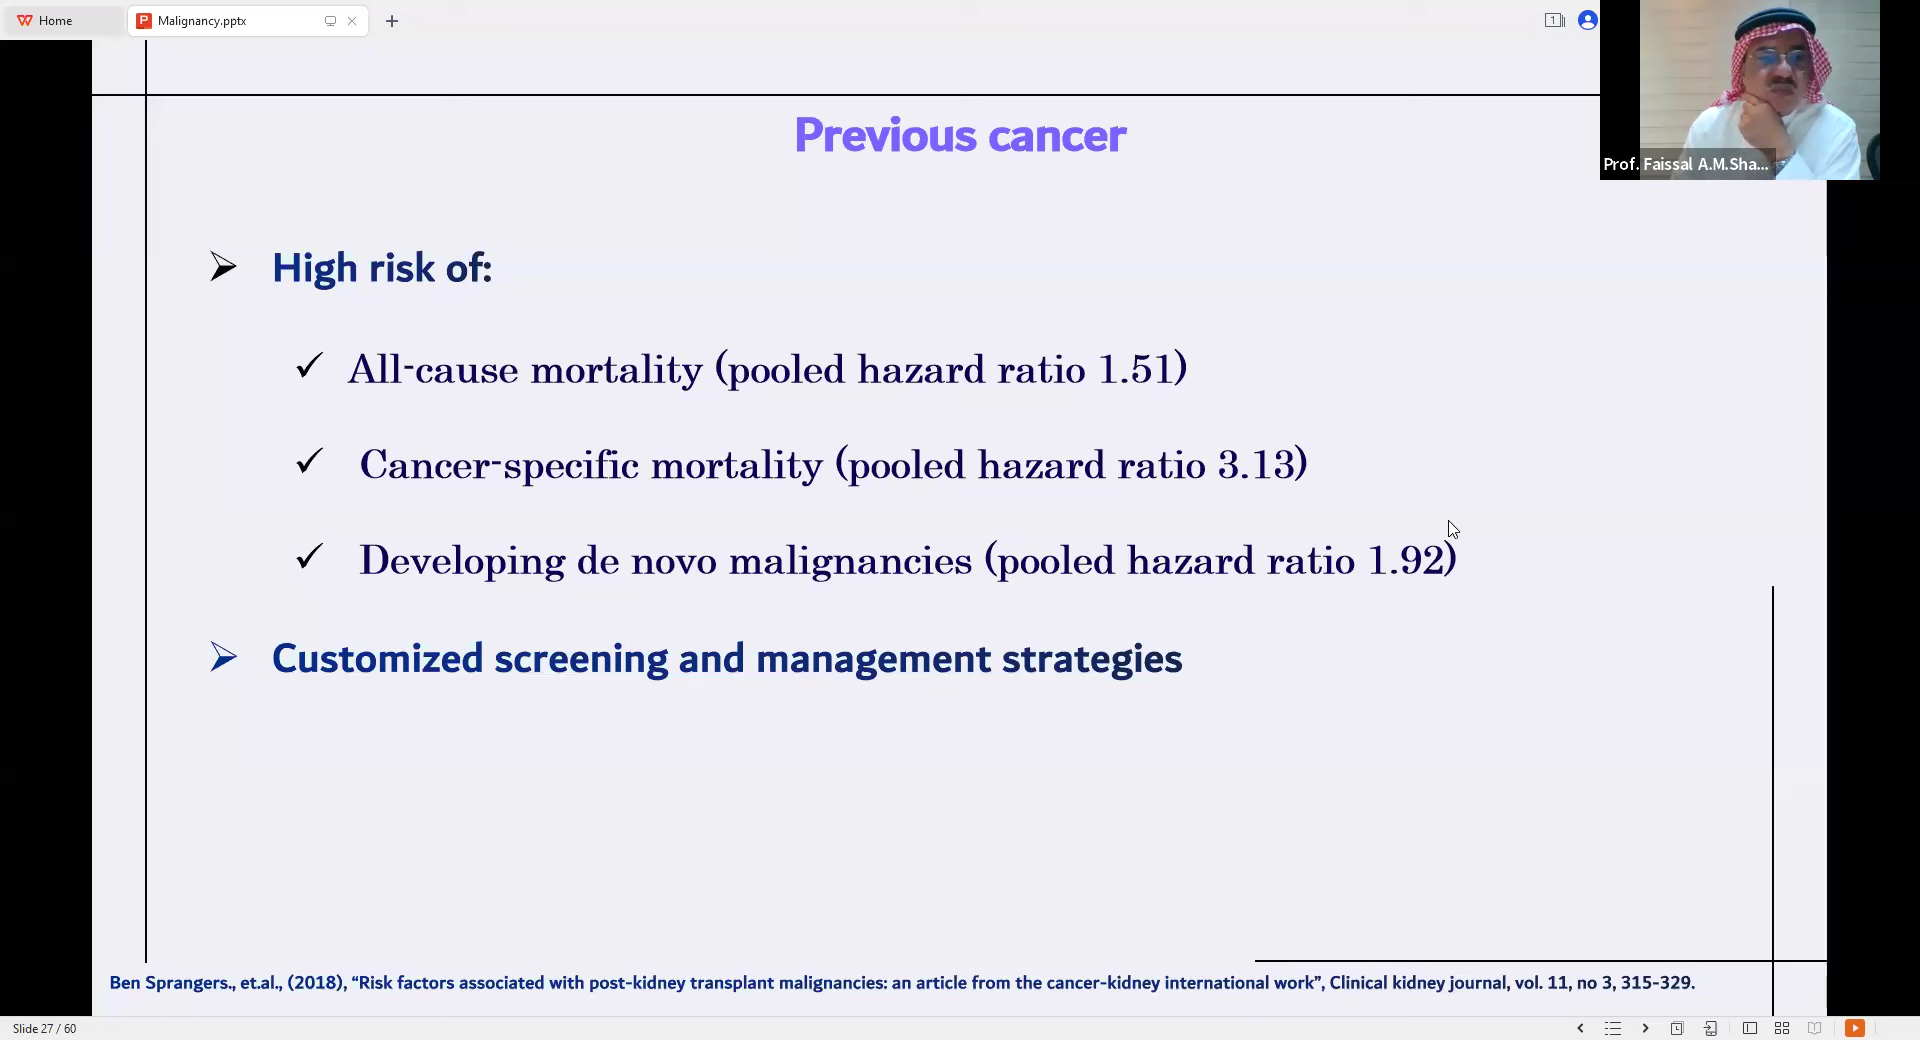 Home
Malignancy.pptx
Previous cancer
Prof. Faissal A.M.Sha...
High risk of:
All-cause mortality (pooled hazard ratio 1.51)
Cancer-specific mortality (pooled hazard ratio 3.13)
Developing de novo malignancies (pooled hazard ratio 1.92)
Customized screening and management strategies
Ben Sprangers., et.al., (2018), “Risk factors associated with post-kidney transplant malignancies: an article from the cancer-kidney international work”, Clinical kidney journal, vol. 11, no 3, 315-329.
Slide 27 / 60